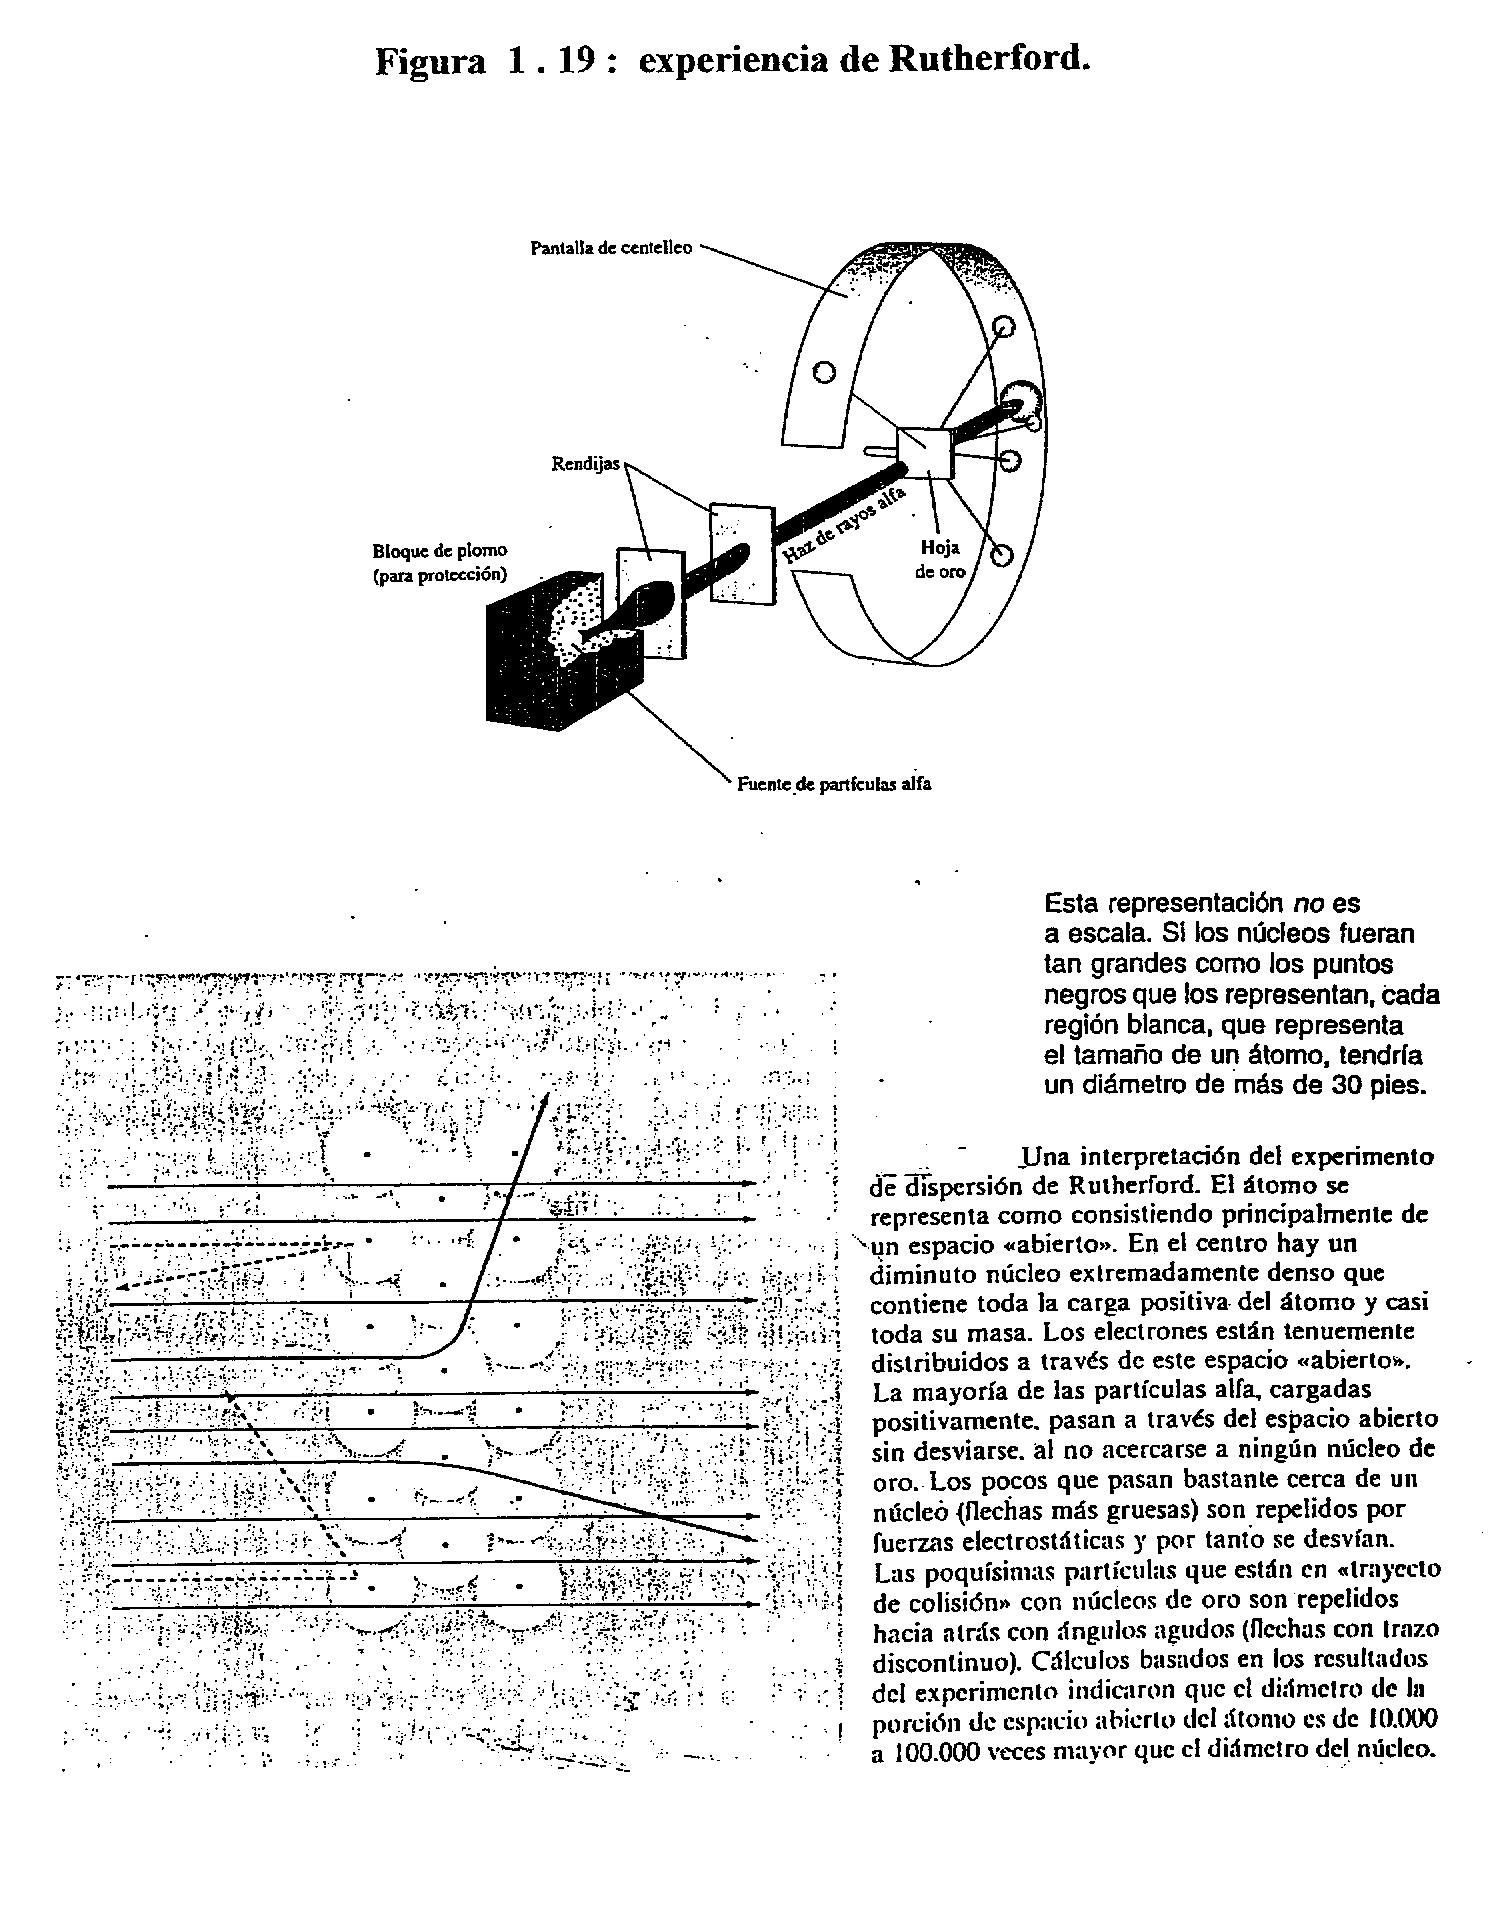 Figura 1 . 19 : experiencia de Rutherford.
Pantalla de centelleo
Rendijas
Bloque de plomo
(para protección)
Haz de rayos alfa
Hoja
de oro
Fuente de partículas alfa
Esta representación no es
a escala. Si los núcleos fueran
tan grandes como los puntos
negros que los representan, cada
región blanca, que representa
el tamaño de un átomo, tendría
un diámetro de más de 30 pies.
Una interpretación del experimento
de dispersión de Rutherford. El átomo se
representa como consistiendo principalmente de
un espacio «abierto». En el centro hay un
diminuto núcleo extremadamente denso que
contiene toda la carga positiva del átomo y casi
toda su masa. Los electrones están tenuemente
distribuidos a través de este espacio «abierto».
La mayoría de las partículas alfa, cargadas
positivamente, pasan a través del espacio abierto
sin desviarse, al no acercarse a ningún núcleo de
oro. Los pocos que pasan bastante cerca de un
núcleo (flechas más gruesas) son repelidos por
fuerzas electrostáticas y por tanto se desvían.
Las poquísimas partículas que están en «trayecto
de colisión» con núcleos de oro son repelidos
hacia atrás con ángulos agudos (flechas con trazo
discontinuo). Cálculos basados en los resultados
del experimento indicaron que el diámetro de la
porción de espacio abierto del átomo es de 10.000
a 100.000 veces mayor que el diámetro del núcleo.